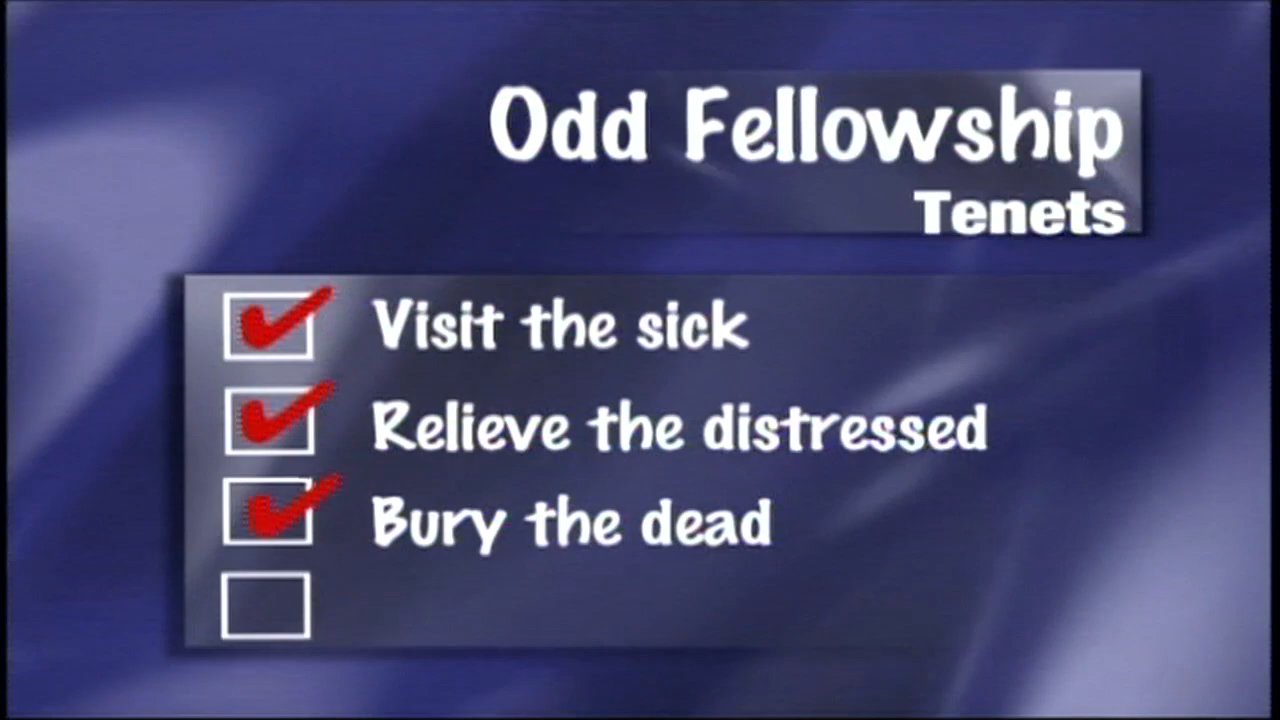 Odd Fellowship
Tenets
Visit the sick
Relieve the distressed
Bury the dead